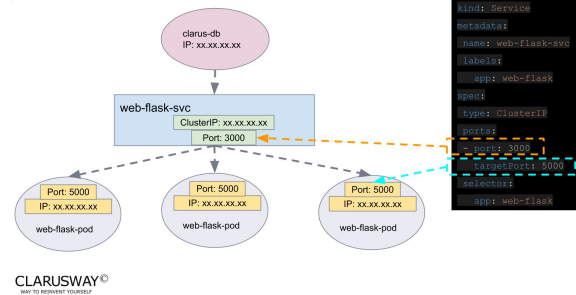 clarus-db
IP: xx.xx.xx.xx
web-flask-svc
ClusterIP: xx.xx.xx.xx
Port: 3000
Port: 5000
IP: xx.xx.xx.xx
web-flask-pod
Port: 5000
IP: xx.xx.xx.xx
web-flask-pod
Port: 5000
IP: xx.xx.xx.xx
web-flask-pod
kind: Service
metadata:
name: web-flask-svc
labels:
app: web-flask
spec:
type: ClusterIP
ports:
- port: 3000
targetPort: 5000
selector:
app: web-flask
CLARUSWAY©
WAY TO REINVENT YOURSELF